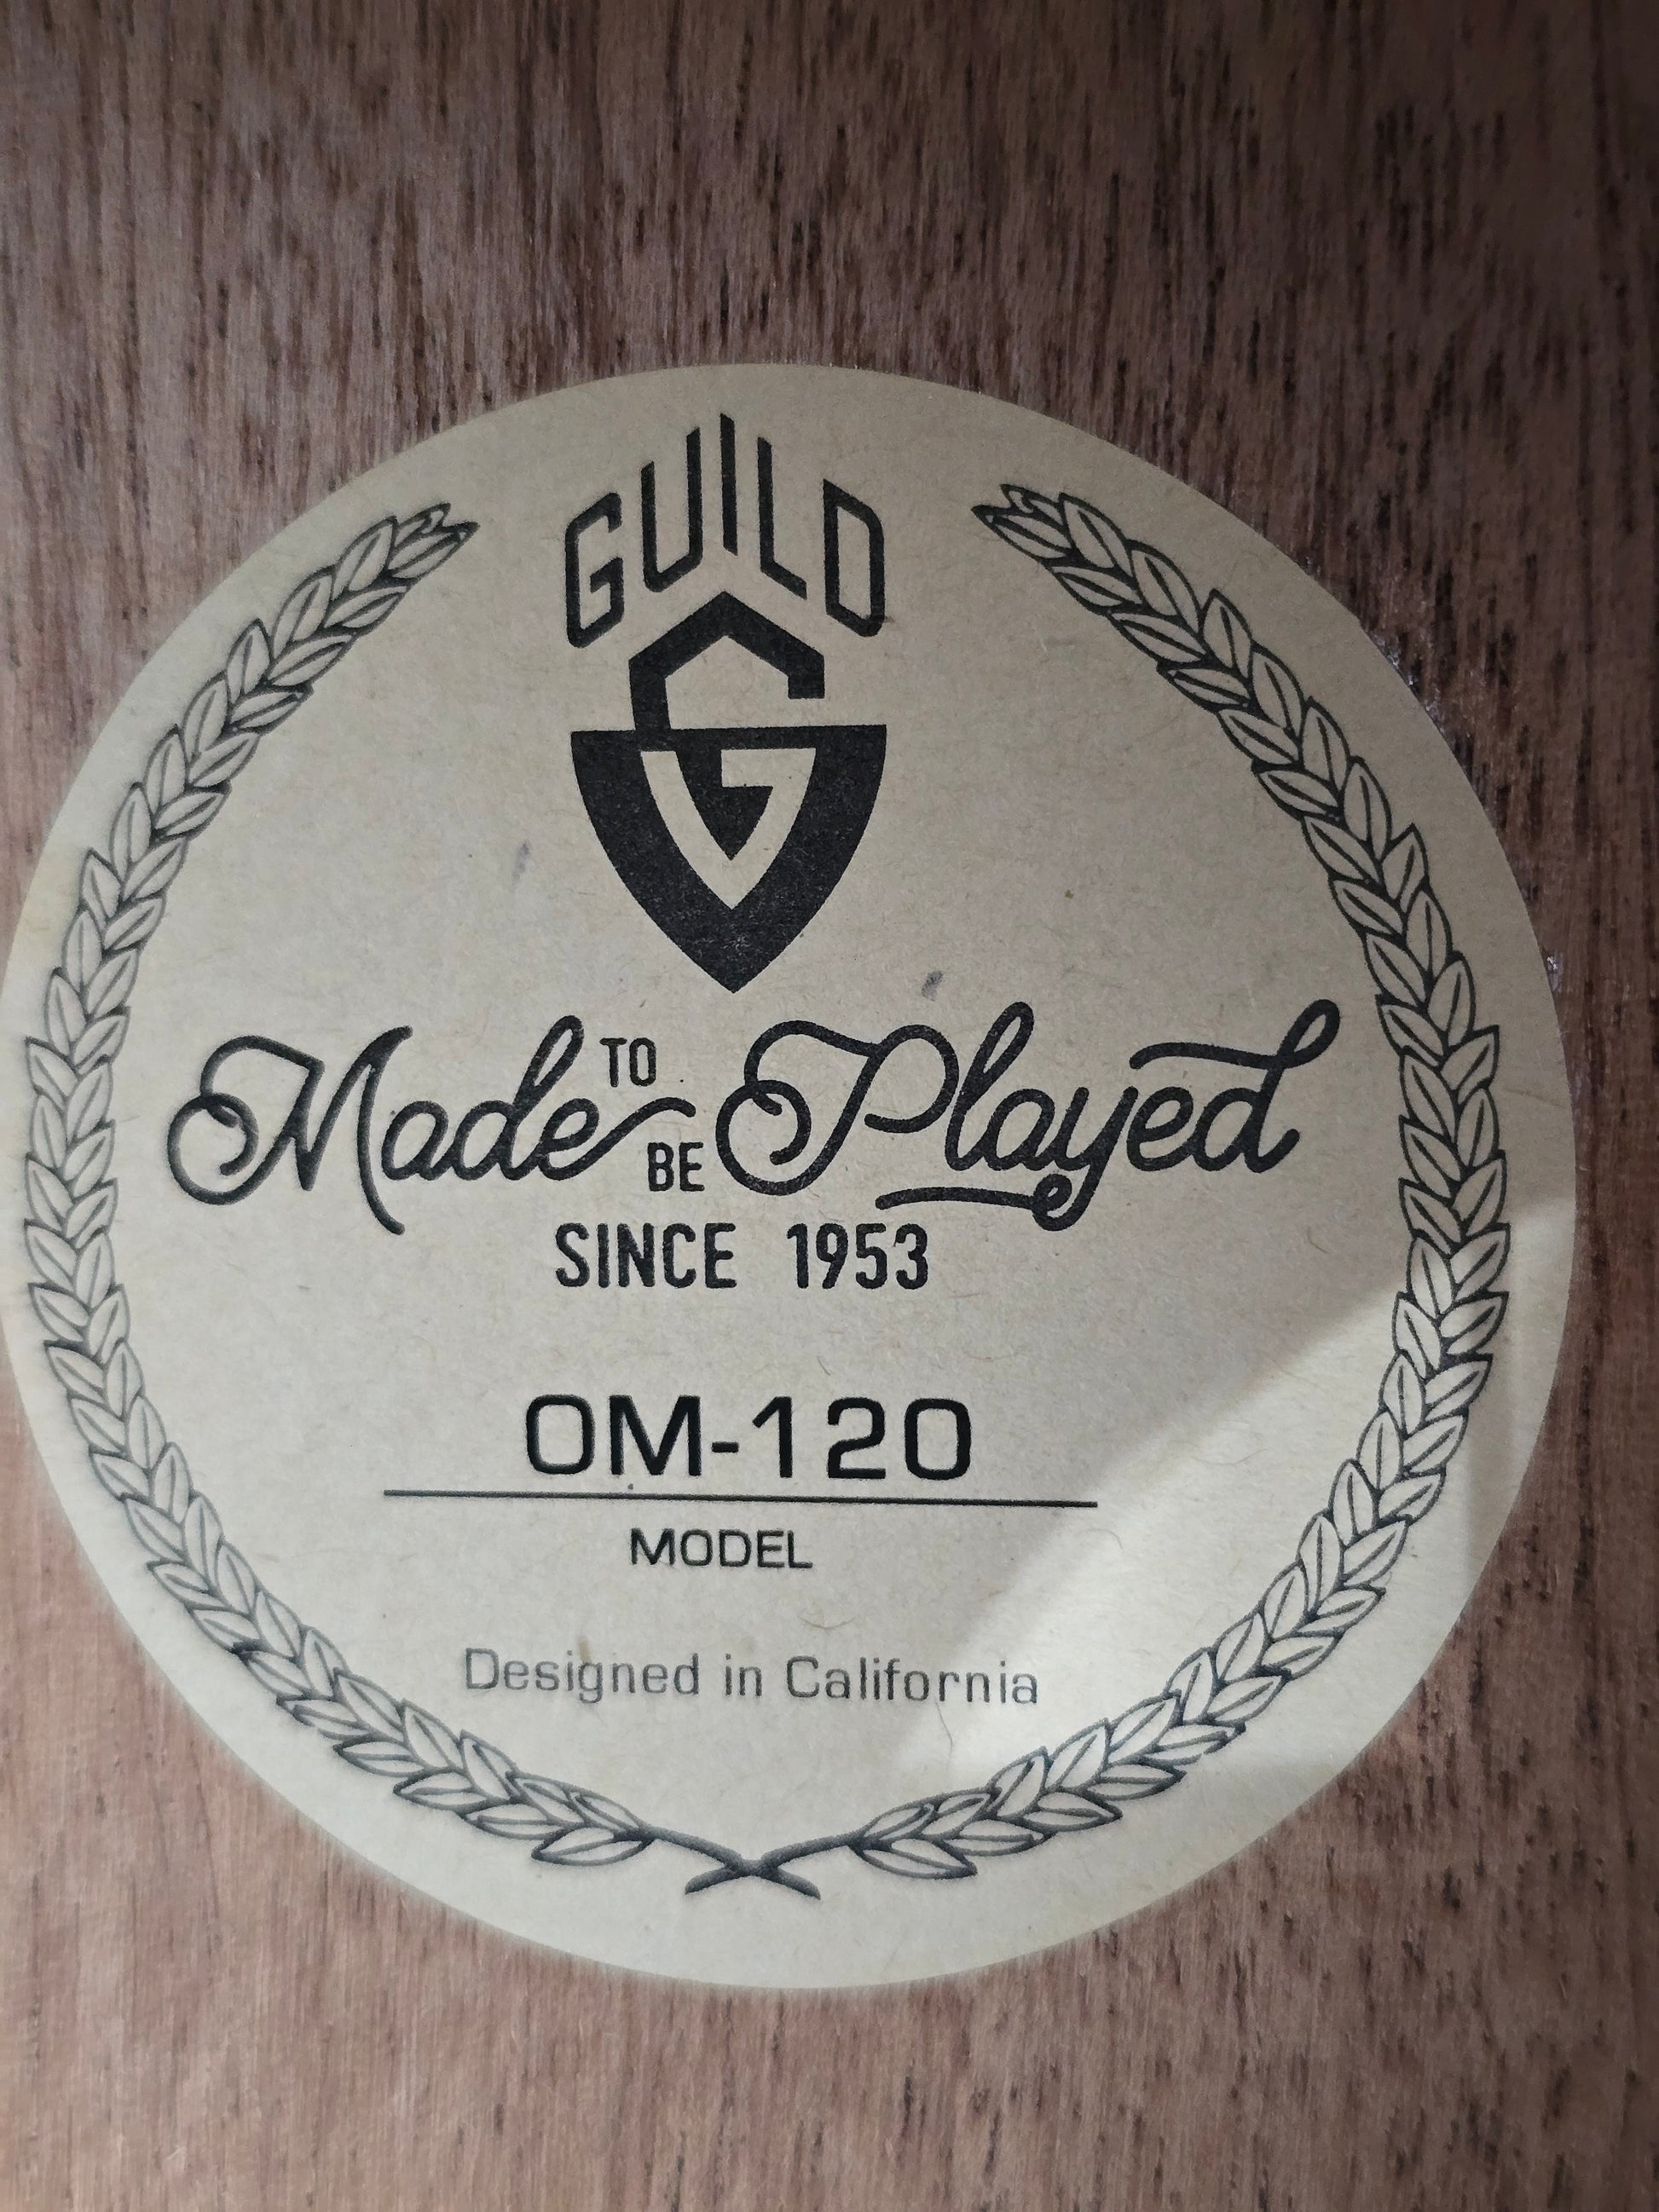 GUILD
G
Made TO BE Played
SINCE 1953
OM-120
MODEL
Designed in California